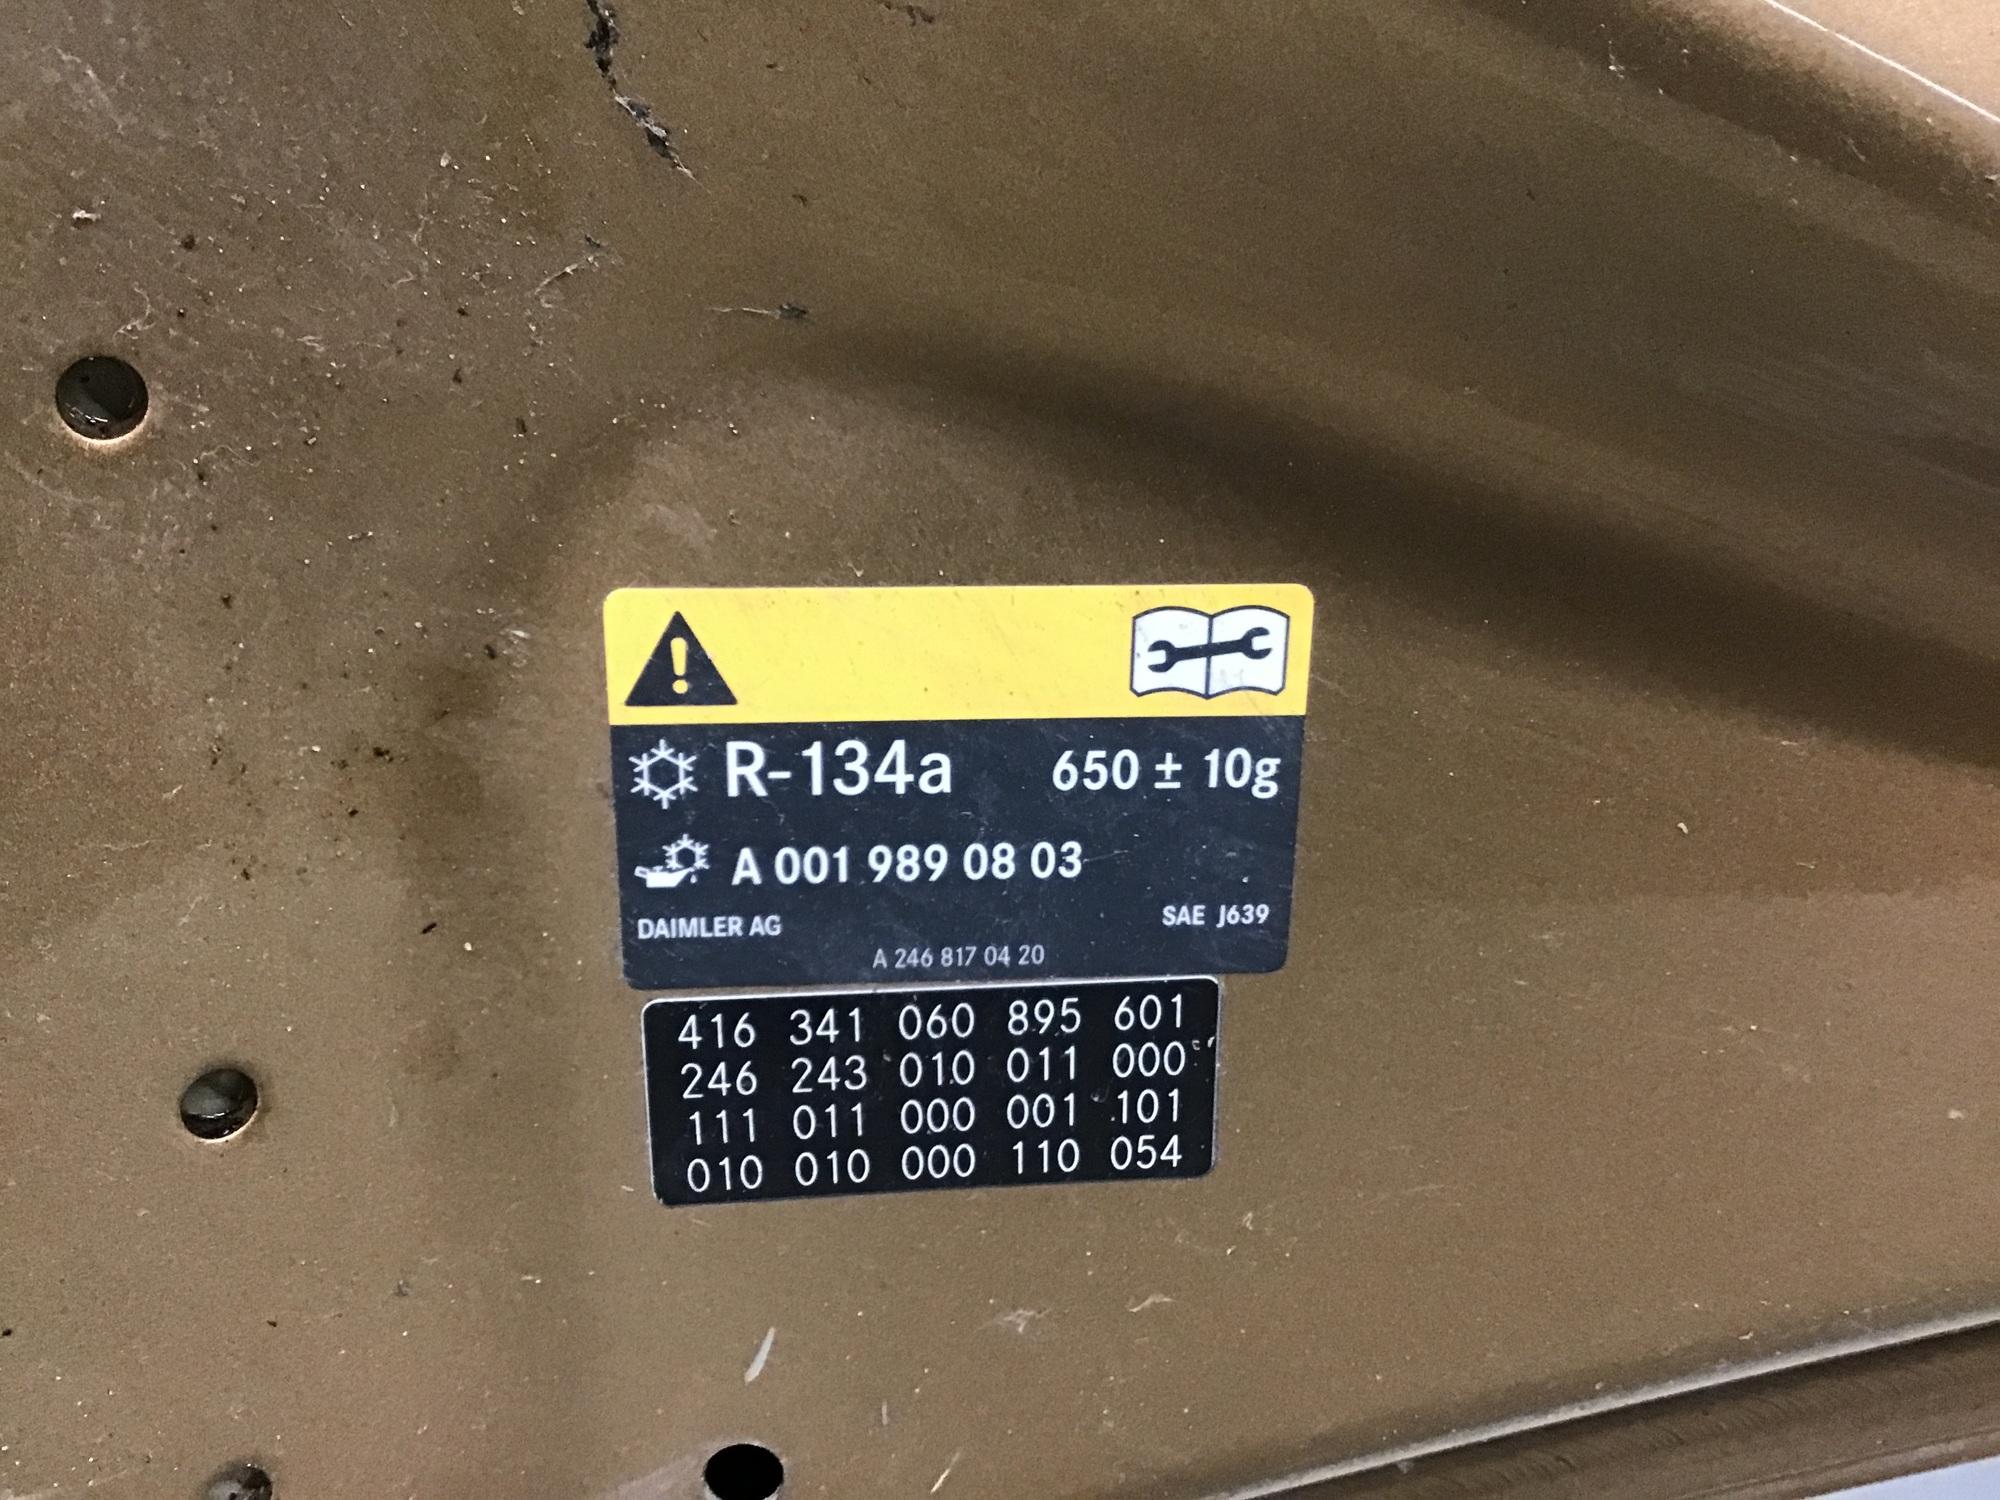 R-134a 650 ± 10g
A 001 989 08 03
DAIMLER AG SAE J639
A 246 817 04 20
416 341 060 895 601
246 243 010 011 000
111 011 000 001 101
010 010 000 110 054